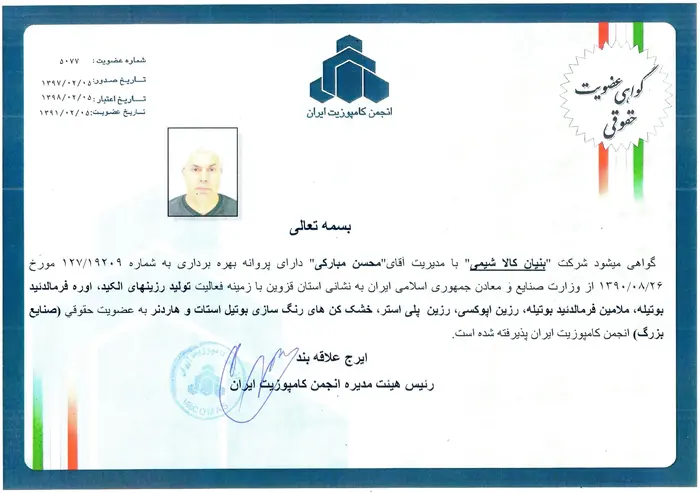 شماره عضویت : ۵۰۷۷
تاریخ صدور: ۱۳۹۷/۰۲/۰۵
تاریخ اعتبار: ۱۳۹۸/۰۲/۰۵
تاریخ عضویت: ۱۳۹۱/۰۲/۰۵
انجمن کامپوزیت ایران
گواهی عضویت
حقوقی
بسمه تعالی
گواهی میشود شرکت "بنیان کالا شیمی" با مدیریت آقای"محسن مبارکی" دارای پروانه بهره برداری به شماره ۱۲۷/۱۹۲۰۹ مورخ
۱۳۹۰/۰۸/۲۶ از وزارت صنایع و معادن جمهوری اسلامی ایران به نشانی استان قزوین با زمینه فعالیت تولید رزینهای الکید، اوره فرمالدئید
بوتیله، ملامین فرمالدئید بوتیله، رزین اپوکسی، رزین پلی استر، خشک کن های رنگ سازی بوتیل استات و هاردنر به عضویت حقوقي (صنایع
بزرگ) انجمن کامپوزیت ایران پذیرفته شده است.
ایرج علاقه بند
رئیس هیئت مدیره انجمن کامپوزیت ایران